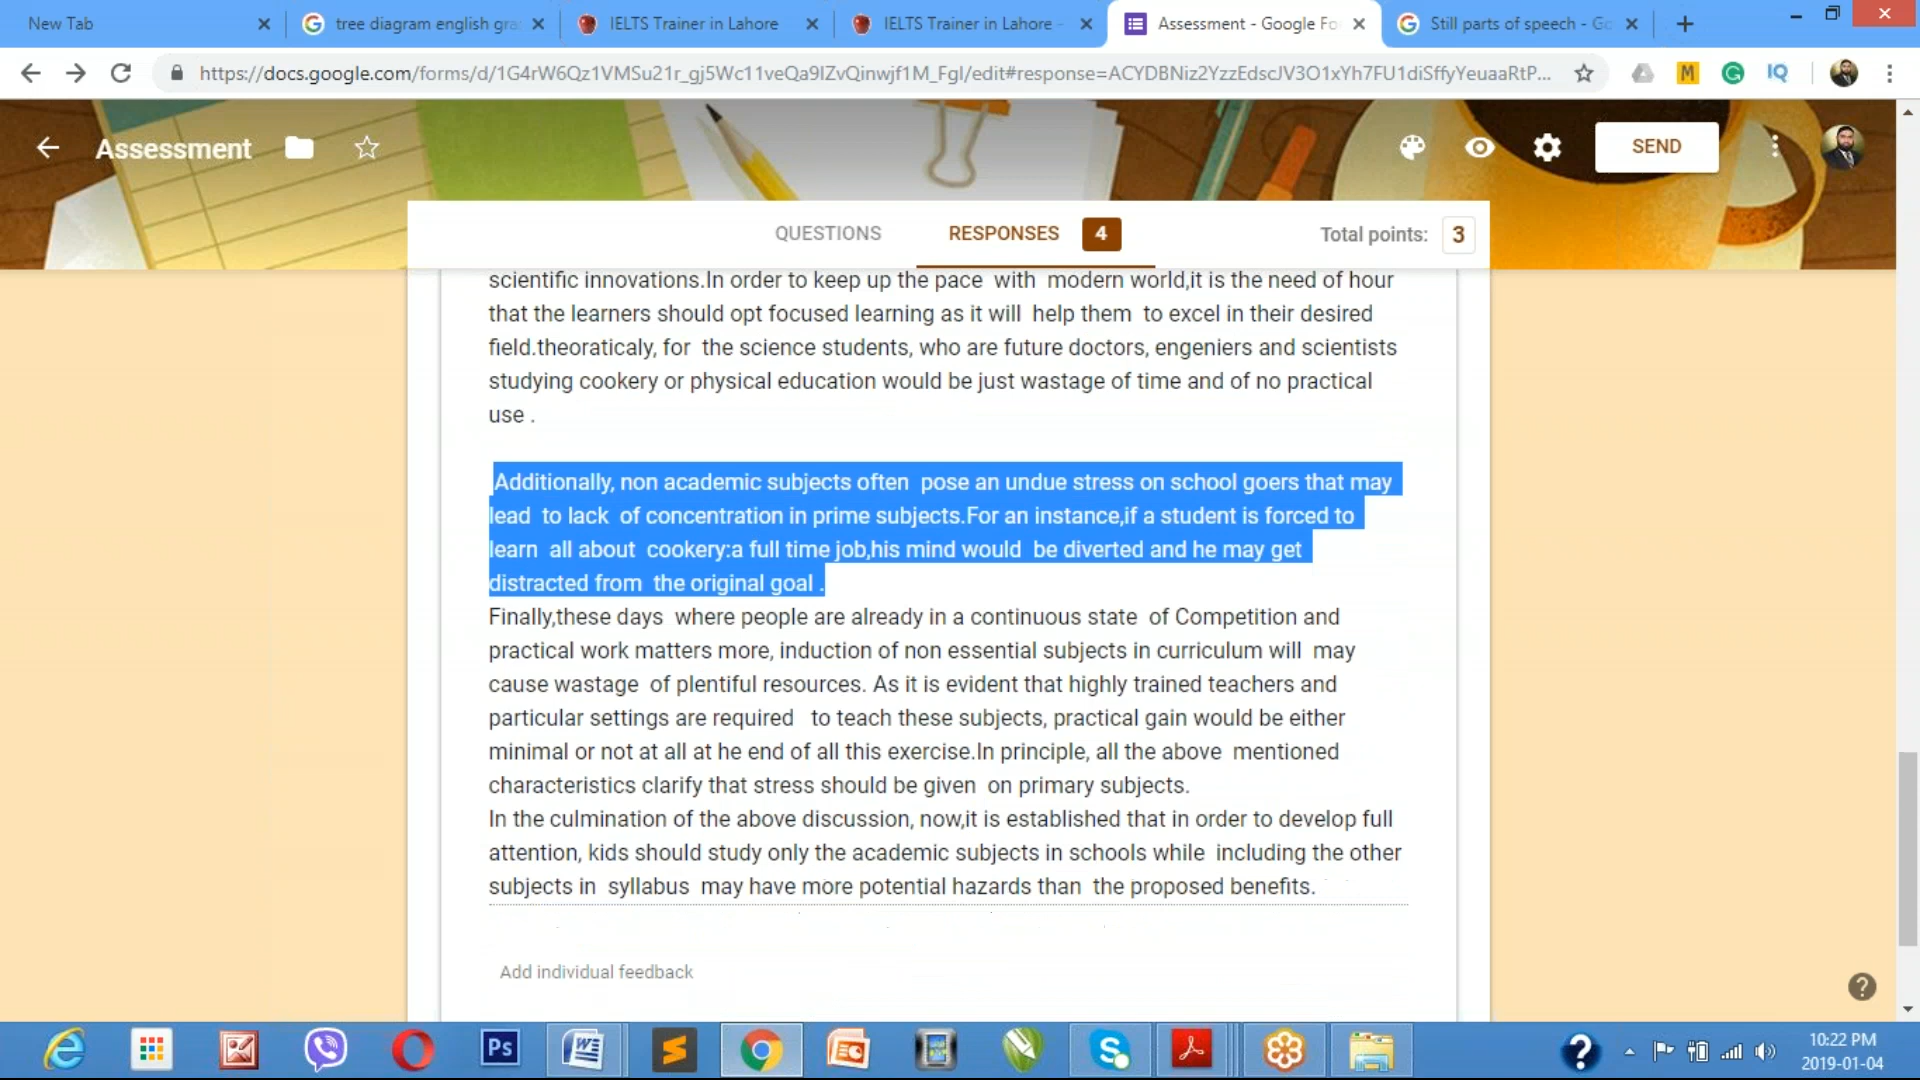 New Tab
tree diagram english gra
IELTS Trainer in Lahore
IELTS Trainer in Lahore -
Assessment - Google Fo
Still parts of speech - Go
https://docs.google.com/forms/d/1G4rW6Qz1VMSu21r_gj5Wc11veQa9IZvQinwjf1M_FgI/edit#response=ACYDBNiz2YzzEdscJV3O1xYh7FU1diSffyYeuaaRtP...
M
G
IQ
Assessment
SEND
QUESTIONS
RESPONSES 4
Total points: 3
scientific innovations.In order to keep up the pace with modern world,it is the need of hour
that the learners should opt focused learning as it will help them to excel in their desired
field.theoraticaly, for the science students, who are future doctors, engeniers and scientists
studying cookery or physical education would be just wastage of time and of no practical
use .
Additionally, non academic subjects often pose an undue stress on school goers that may
lead to lack of concentration in prime subjects.For an instance,if a student is forced to
learn all about cookery:a full time job,his mind would be diverted and he may get
distracted from the original goal .
Finally,these days where people are already in a continuous state of Competition and
practical work matters more, induction of non essential subjects in curriculum will may
cause wastage of plentiful resources. As it is evident that highly trained teachers and
particular settings are required to teach these subjects, practical gain would be either
minimal or not at all at he end of all this exercise.In principle, all the above mentioned
characteristics clarify that stress should be given on primary subjects.
In the culmination of the above discussion, now,it is established that in order to develop full
attention, kids should study only the academic subjects in schools while including the other
subjects in syllabus may have more potential hazards than the proposed benefits.
Add individual feedback
Ps
10:22 PM
2019-01-04